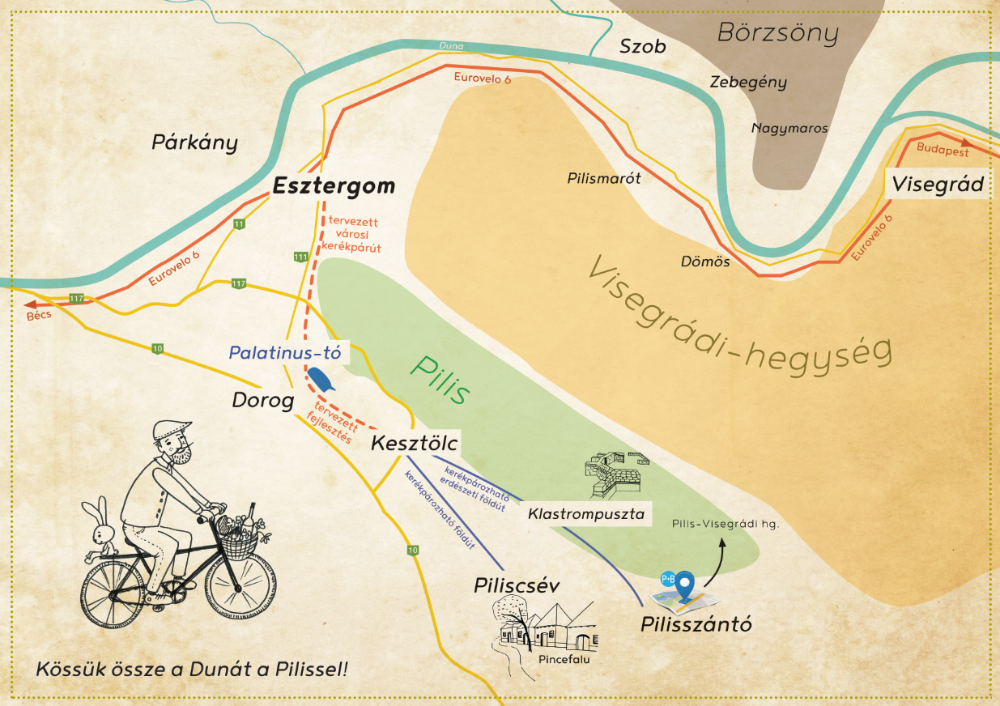 Duna
Szob
Börzsöny
Eurovelo 6
Zebegény
Nagymaros
Párkány
Budapest
Esztergom
Pilismarót
Visegrád
11
tervezett
városi
kerékpárút
Eurovelo 6
111
Eurovelo 6
Dömös
117
117
Bécs
Visegrádi-hegység
10
Palatinus-tó
Pilis
Dorog
tervezett
fejlesztés
Kesztölc
kerékpározható
erdészeti földút
kerékpározható földút
Klastrompuszta
Pilis-Visegrádi hg.
10
P+B
Piliscsév
Pilisszántó
Pincefalu
Kössük össze a Dunát a Pilissel!